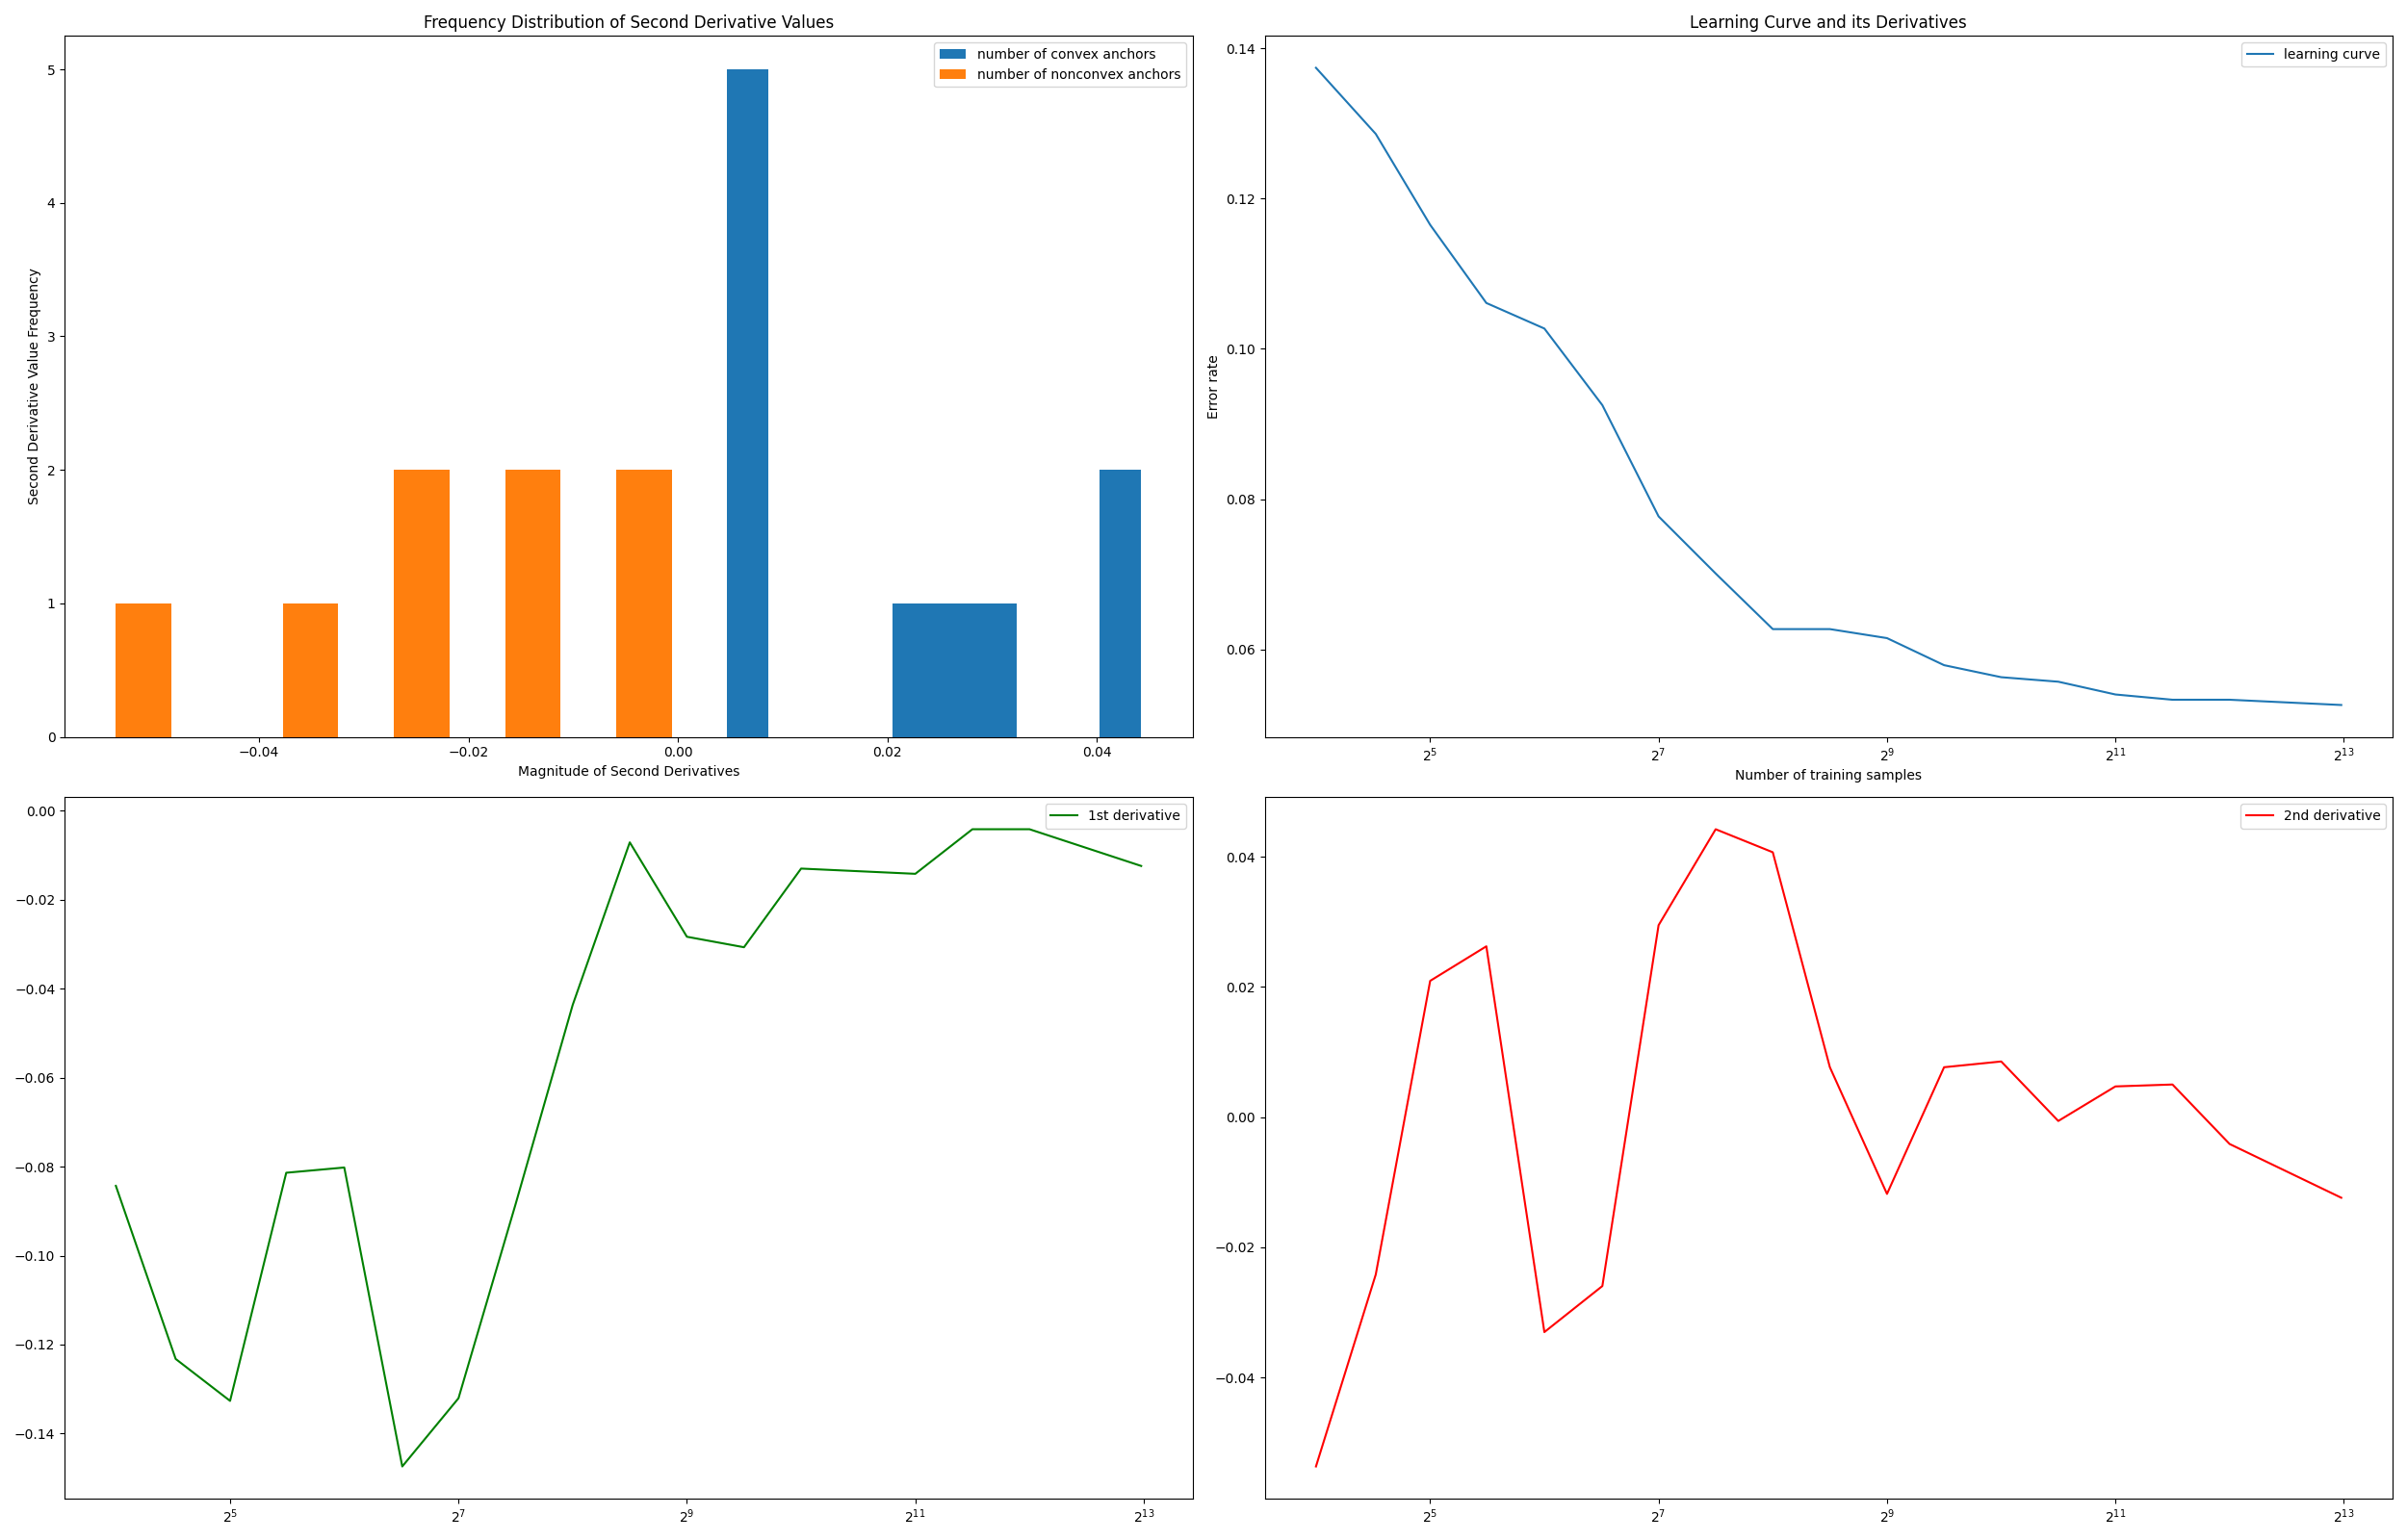 Frequency Distribution of Second Derivative Values
number of convex anchors
number of nonconvex anchors
Second Derivative Value Frequency
5
4
3
2
1
0
−0.04 −0.02 0.00 0.02 0.04
Magnitude of Second Derivatives
Learning Curve and its Derivatives
learning curve
Error rate
0.14
0.12
0.10
0.08
0.06
2^5 2^7 2^9 2^11 2^13
Number of training samples
1st derivative
0.00
−0.02
−0.04
−0.06
−0.08
−0.10
−0.12
−0.14
2^5 2^7 2^9 2^11 2^13
2nd derivative
0.04
0.02
0.00
−0.02
−0.04
2^5 2^7 2^9 2^11 2^13